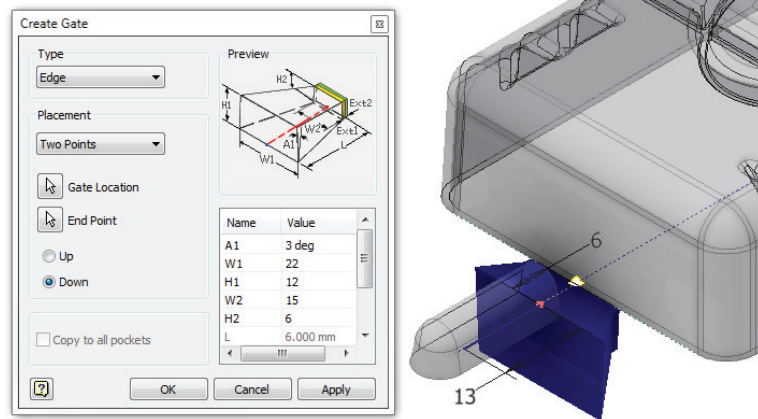 Create Gate
Type
Edge
Placement
Two Points
Gate Location
End Point
Up
Down
Copy to all pockets
Preview
H2
H1
Ext2
W2
Ext1
A1
L
W1
Name Value
A1 3 deg
W1 22
H1 12
W2 15
H2 6
L 6.000 mm
?
OK Cancel Apply
6
13